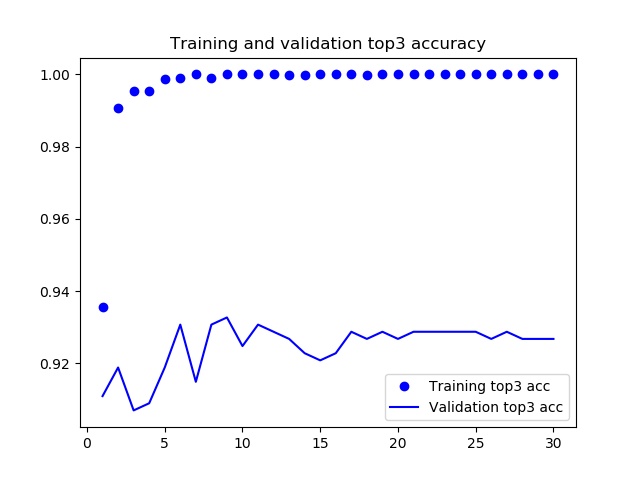 Training and validation top3 accuracy
1.00
0.98
0.96
0.94
0.92
0 5 10 15 20 25 30
Training top3 acc
Validation top3 acc